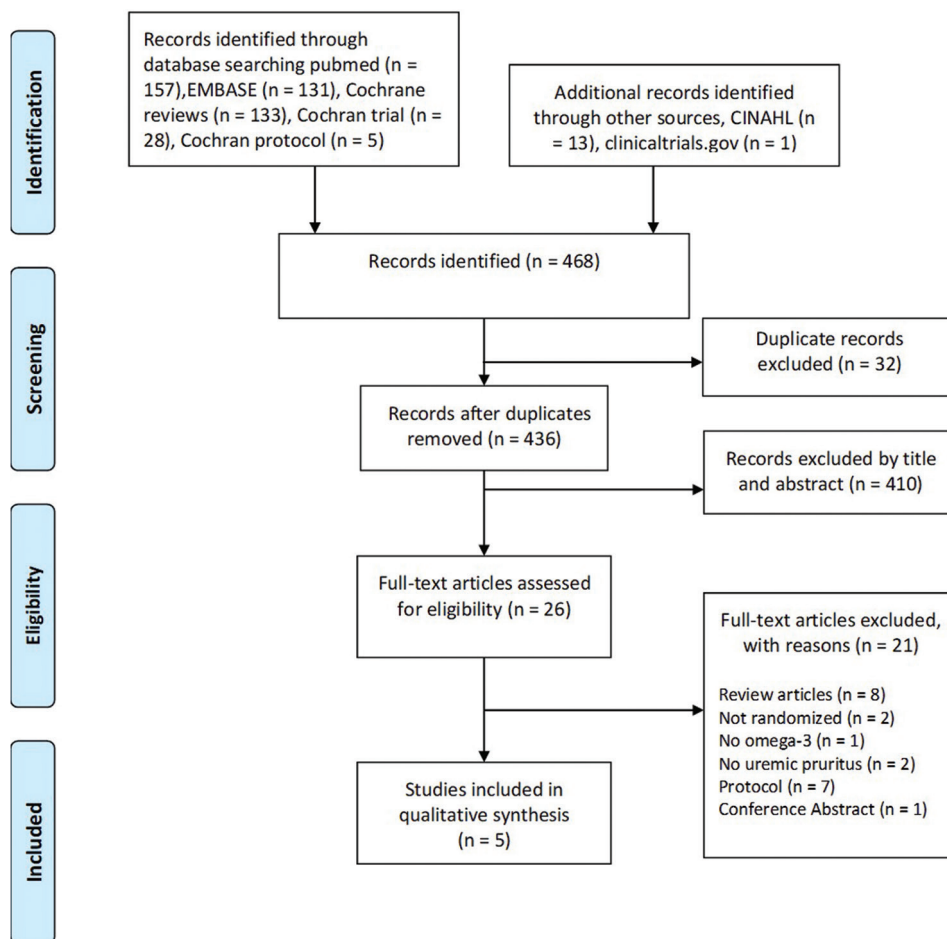 Identification
Records identified through
database searching pubmed (n =
157),EMBASE (n = 131), Cochrane
reviews (n = 133), Cochran trial (n =
28), Cochran protocol (n = 5)
Additional records identified
through other sources, CINAHL (n
= 13), clinicaltrials.gov (n = 1)
Records identified (n = 468)
Screening
Duplicate records
excluded (n = 32)
Records after duplicates
removed (n = 436)
Records excluded by title
and abstract (n = 410)
Eligibility
Full-text articles assessed
for eligibility (n = 26)
Full-text articles excluded,
with reasons (n = 21)
Review articles (n = 8)
Not randomized (n = 2)
No omega-3 (n = 1)
No uremic pruritus (n = 2)
Protocol (n = 7)
Conference Abstract (n = 1)
Included
Studies included in
qualitative synthesis
(n = 5)